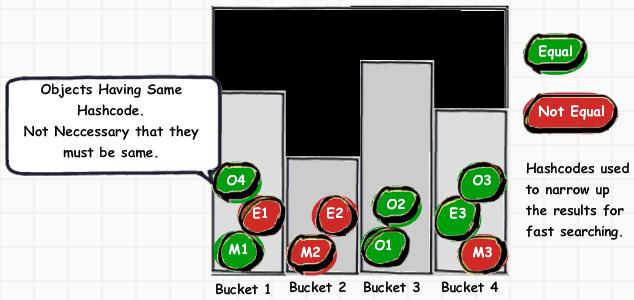 Objects Having Same
Hashcode.
Not Neccessary that they
must be same.
O4
E1
M1
E2
M2
O2
O1
O3
E3
M3
Bucket 1
Bucket 2
Bucket 3
Bucket 4
Equal
Not Equal
Hashcodes used
to narrow up
the results for
fast searching.